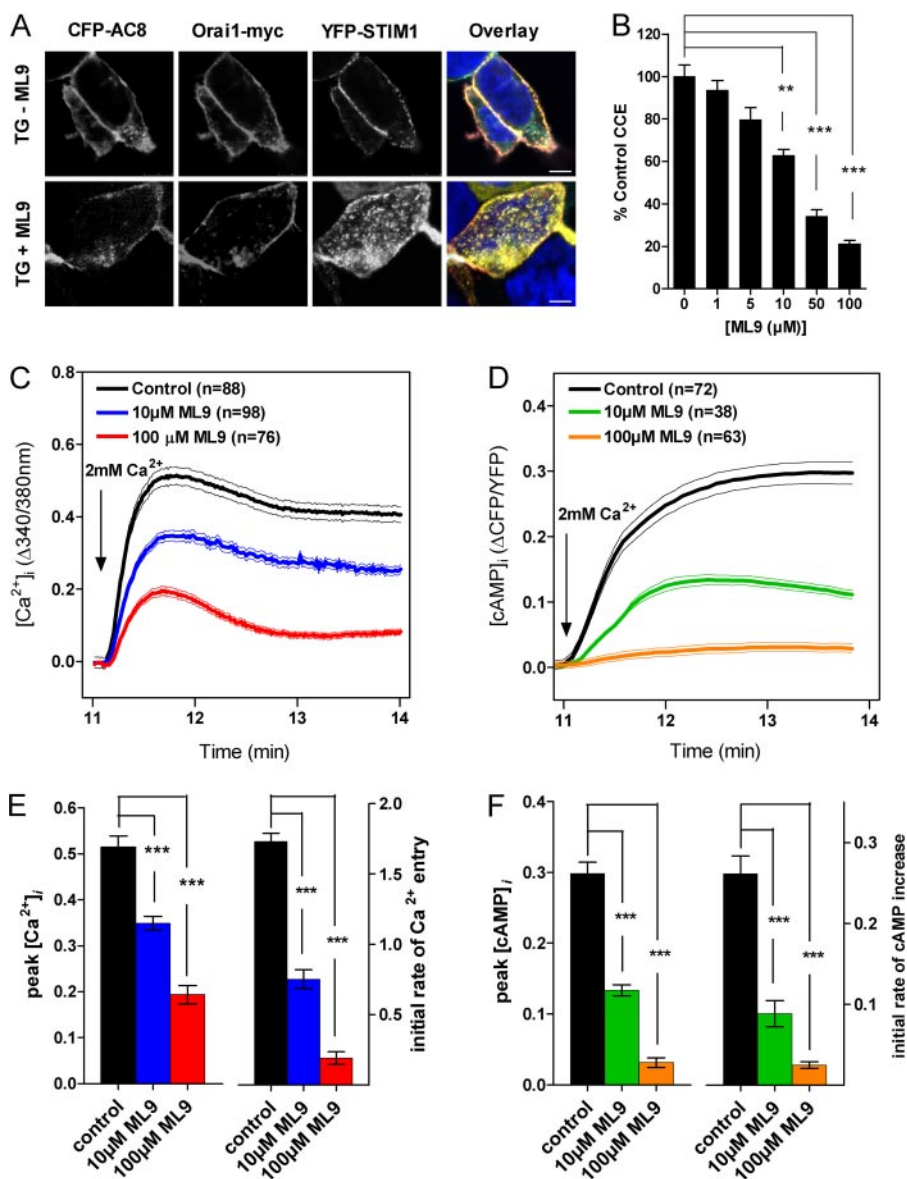 A
CFP-AC8 Orai1-myc YFP-STIM1 Overlay
TG - ML9
TG + ML9
B
% Control CCE
120
100
80
60
40
20
0
** *** ***
0 1 5 10 50 100
[ML9 (µM)]
C
[Ca²⁺]i (Δ340/380nm)
0.8
0.6
0.4
0.2
0.0
Control (n=88)
10µM ML9 (n=98)
100 µM ML9 (n=76)
2mM Ca²⁺
11 12 13 14
Time (min)
D
[cAMP]i (ΔCFP/YFP)
0.4
0.3
0.2
0.1
0.0
Control (n=72)
10µM ML9 (n=38)
100µM ML9 (n=63)
2mM Ca²⁺
11 12 13 14
Time (min)
E
peak [Ca²⁺]i
0.6
0.5
0.4
0.3
0.2
0.1
0.0
*** ***
control 10µM ML9 100µM ML9
*** ***
control 10µM ML9 100µM ML9
2.0
1.5
1.0
0.5
initial rate of Ca ²⁺ entry
F
peak [cAMP]i
0.4
0.3
0.2
0.1
0.0
*** ***
control 10µM ML9 100µM ML9
*** ***
control 10µM ML9 100µM ML9
0.3
0.2
0.1
initial rate of cAMP increase